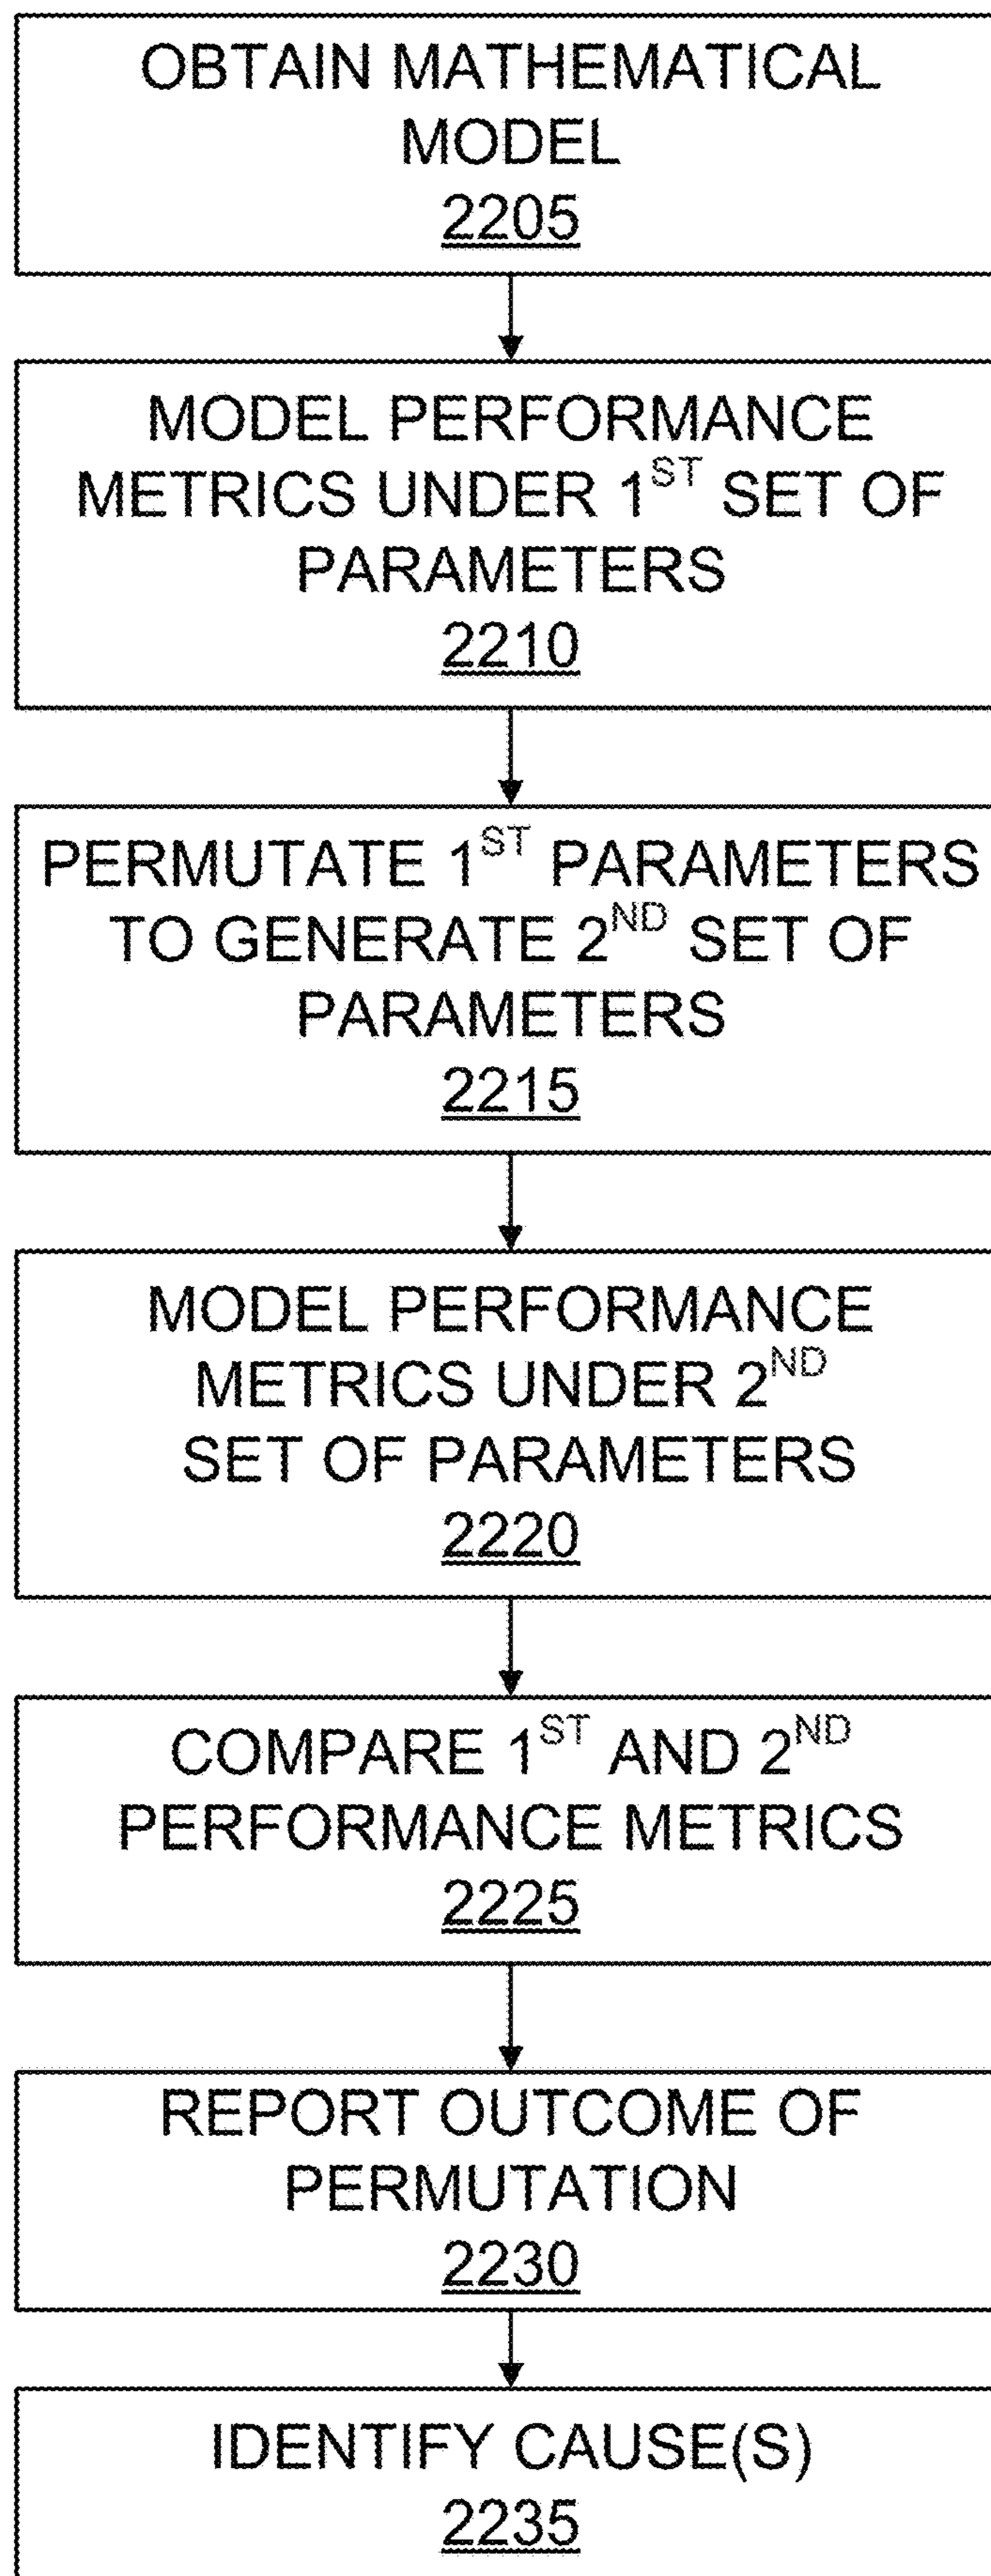 OBTAIN MATHEMATICAL
MODEL
2205
MODEL PERFORMANCE
METRICS UNDER 1ST SET OF
PARAMETERS
2210
PERMUTATE 1ST PARAMETERS
TO GENERATE 2ND SET OF
PARAMETERS
2215
MODEL PERFORMANCE
METRICS UNDER 2ND
SET OF PARAMETERS
2220
COMPARE 1ST AND 2ND
PERFORMANCE METRICS
2225
REPORT OUTCOME OF
PERMUTATION
2230
IDENTIFY CAUSE(S)
2235